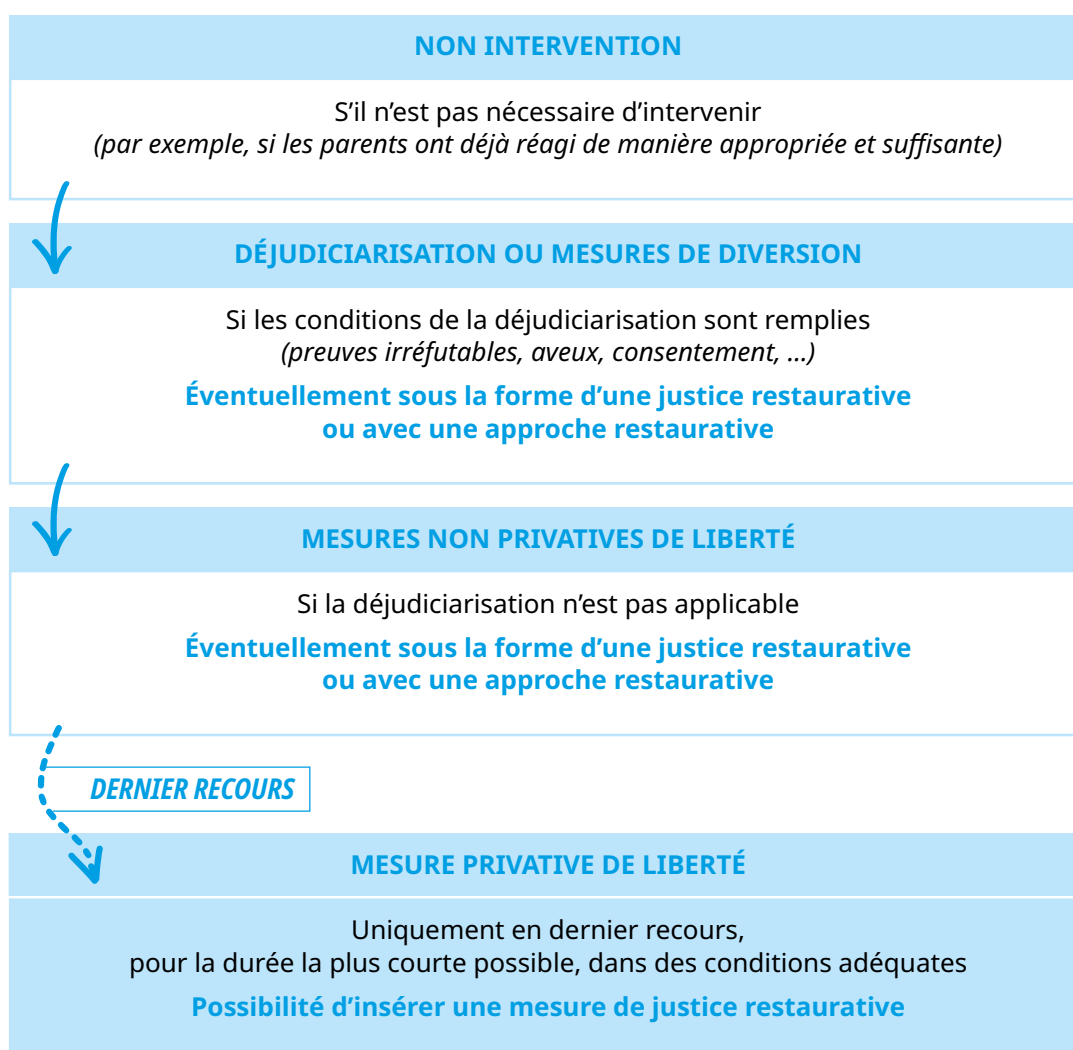 NON INTERVENTION
S'il n'est pas nécessaire d'intervenir
(par exemple, si les parents ont déjà réagi de manière appropriée et suffisante)
DÉJUDICIARISATION OU MESURES DE DIVERSION
Si les conditions de la déjudiciarisation sont remplies
(preuves irréfutables, aveux, consentement, ...)
Éventuellement sous la forme d'une justice restaurative
ou avec une approche restaurative
MESURES NON PRIVATIVES DE LIBERTÉ
Si la déjudiciarisation n'est pas applicable
Éventuellement sous la forme d'une justice restaurative
ou avec une approche restaurative
DERNIER RECOURS
MESURE PRIVATIVE DE LIBERTÉ
Uniquement en dernier recours,
pour la durée la plus courte possible, dans des conditions adéquates
Possibilité d'insérer une mesure de justice restaurative